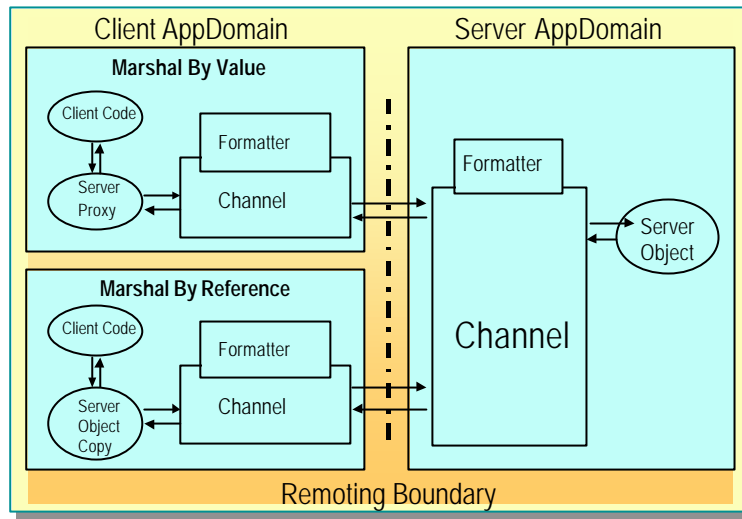 Client AppDomain
Server AppDomain
Marshal By Value
Client Code
Server
Proxy
Formatter
Channel
Marshal By Reference
Client Code
Server
Object
Copy
Formatter
Channel
Formatter
Channel
Server
Object
Remoting Boundary